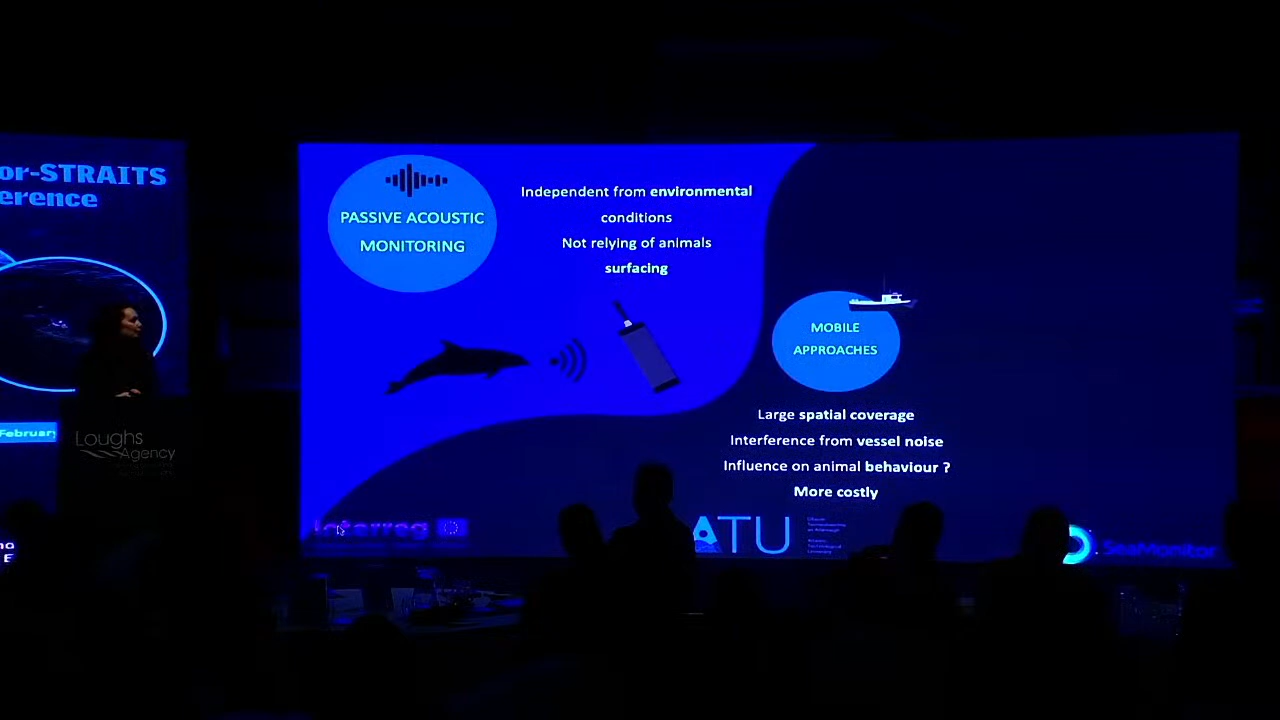 or-STRAITS
erence
February
Loughs
Agency
PASSIVE ACOUSTIC
MONITORING
Independent from environmental
conditions
Not relying of animals
surfacing
MOBILE
APPROACHES
Large spatial coverage
Interference from vessel noise
Influence on animal behaviour ?
More costly
Interreg
ATU
SeaMonitor